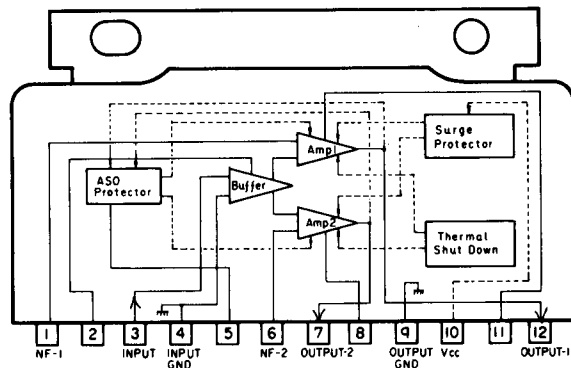 Amp1
Surge
Protector
ASO
Protector
Buffer
Amp2
Thermal
Shut Down
1 2 3 4 5 6 7 8 9 10 11 12
NF-1 INPUT INPUT GND NF-2 OUTPUT-2 OUTPUT GND Vcc OUTPUT-1